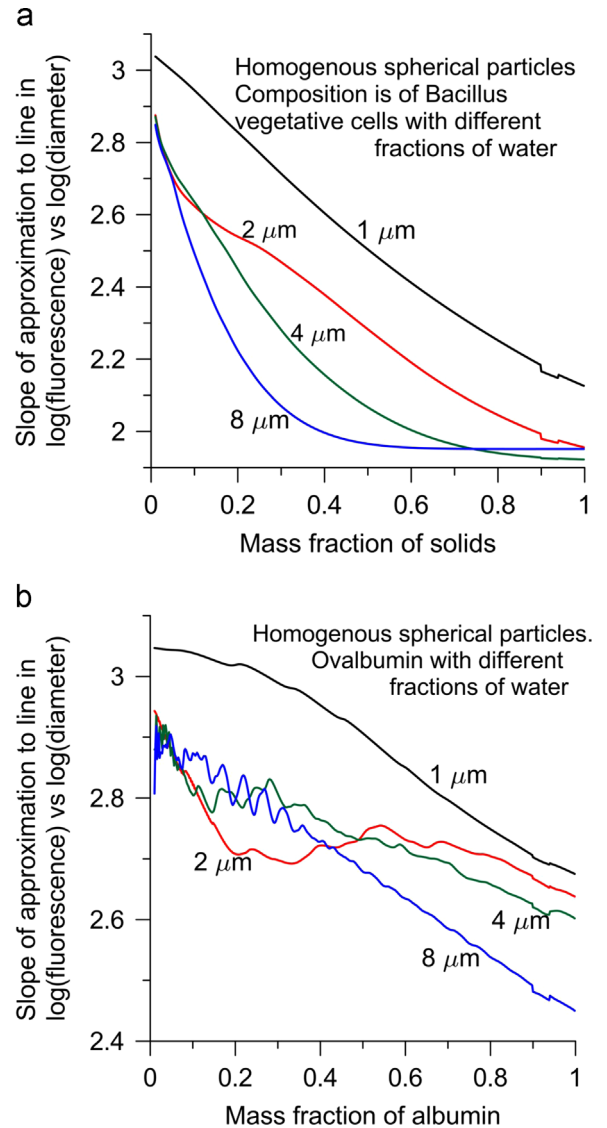 a
Slope of approximation to line in
log(fluorescence) vs log(diameter)
3
2.8
2.6
2.4
2.2
2
Homogenous spherical particles
Composition is of Bacillus
vegetative cells with different
fractions of water
1 μm
2 μm
4 μm
8 μm
0 0.2 0.4 0.6 0.8 1
Mass fraction of solids
b
Slope of approximation to line in
log(fluorescence) vs log(diameter)
3
2.8
2.6
2.4
Homogenous spherical particles.
Ovalbumin with different
fractions of water
1 μm
2 μm
4 μm
8 μm
0 0.2 0.4 0.6 0.8 1
Mass fraction of albumin